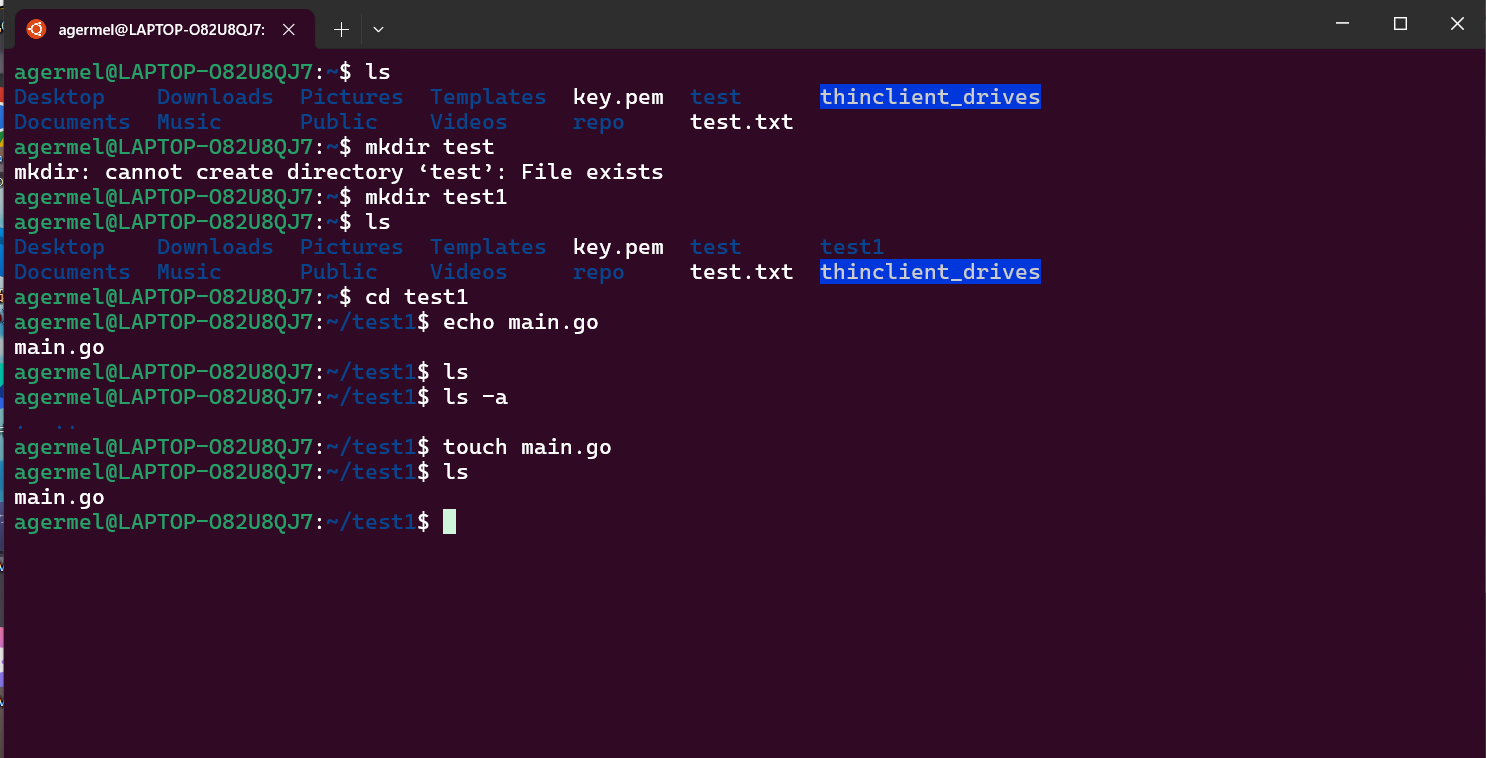 agermel@LAPTOP-O82U8QJ7:
agermel@LAPTOP-O82U8QJ7:~$ ls
Desktop    Downloads  Pictures  Templates  key.pem  test      thinclient_drives
Documents  Music      Public    Videos     repo     test.txt
agermel@LAPTOP-O82U8QJ7:~$ mkdir test
mkdir: cannot create directory ‘test’: File exists
agermel@LAPTOP-O82U8QJ7:~$ mkdir test1
agermel@LAPTOP-O82U8QJ7:~$ ls
Desktop    Downloads  Pictures  Templates  key.pem  test      test1
Documents  Music      Public    Videos     repo     test.txt  thinclient_drives
agermel@LAPTOP-O82U8QJ7:~$ cd test1
agermel@LAPTOP-O82U8QJ7:~/test1$ echo main.go
main.go
agermel@LAPTOP-O82U8QJ7:~/test1$ ls
agermel@LAPTOP-O82U8QJ7:~/test1$ ls -a
.  ..
agermel@LAPTOP-O82U8QJ7:~/test1$ touch main.go
agermel@LAPTOP-O82U8QJ7:~/test1$ ls
main.go
agermel@LAPTOP-O82U8QJ7:~/test1$